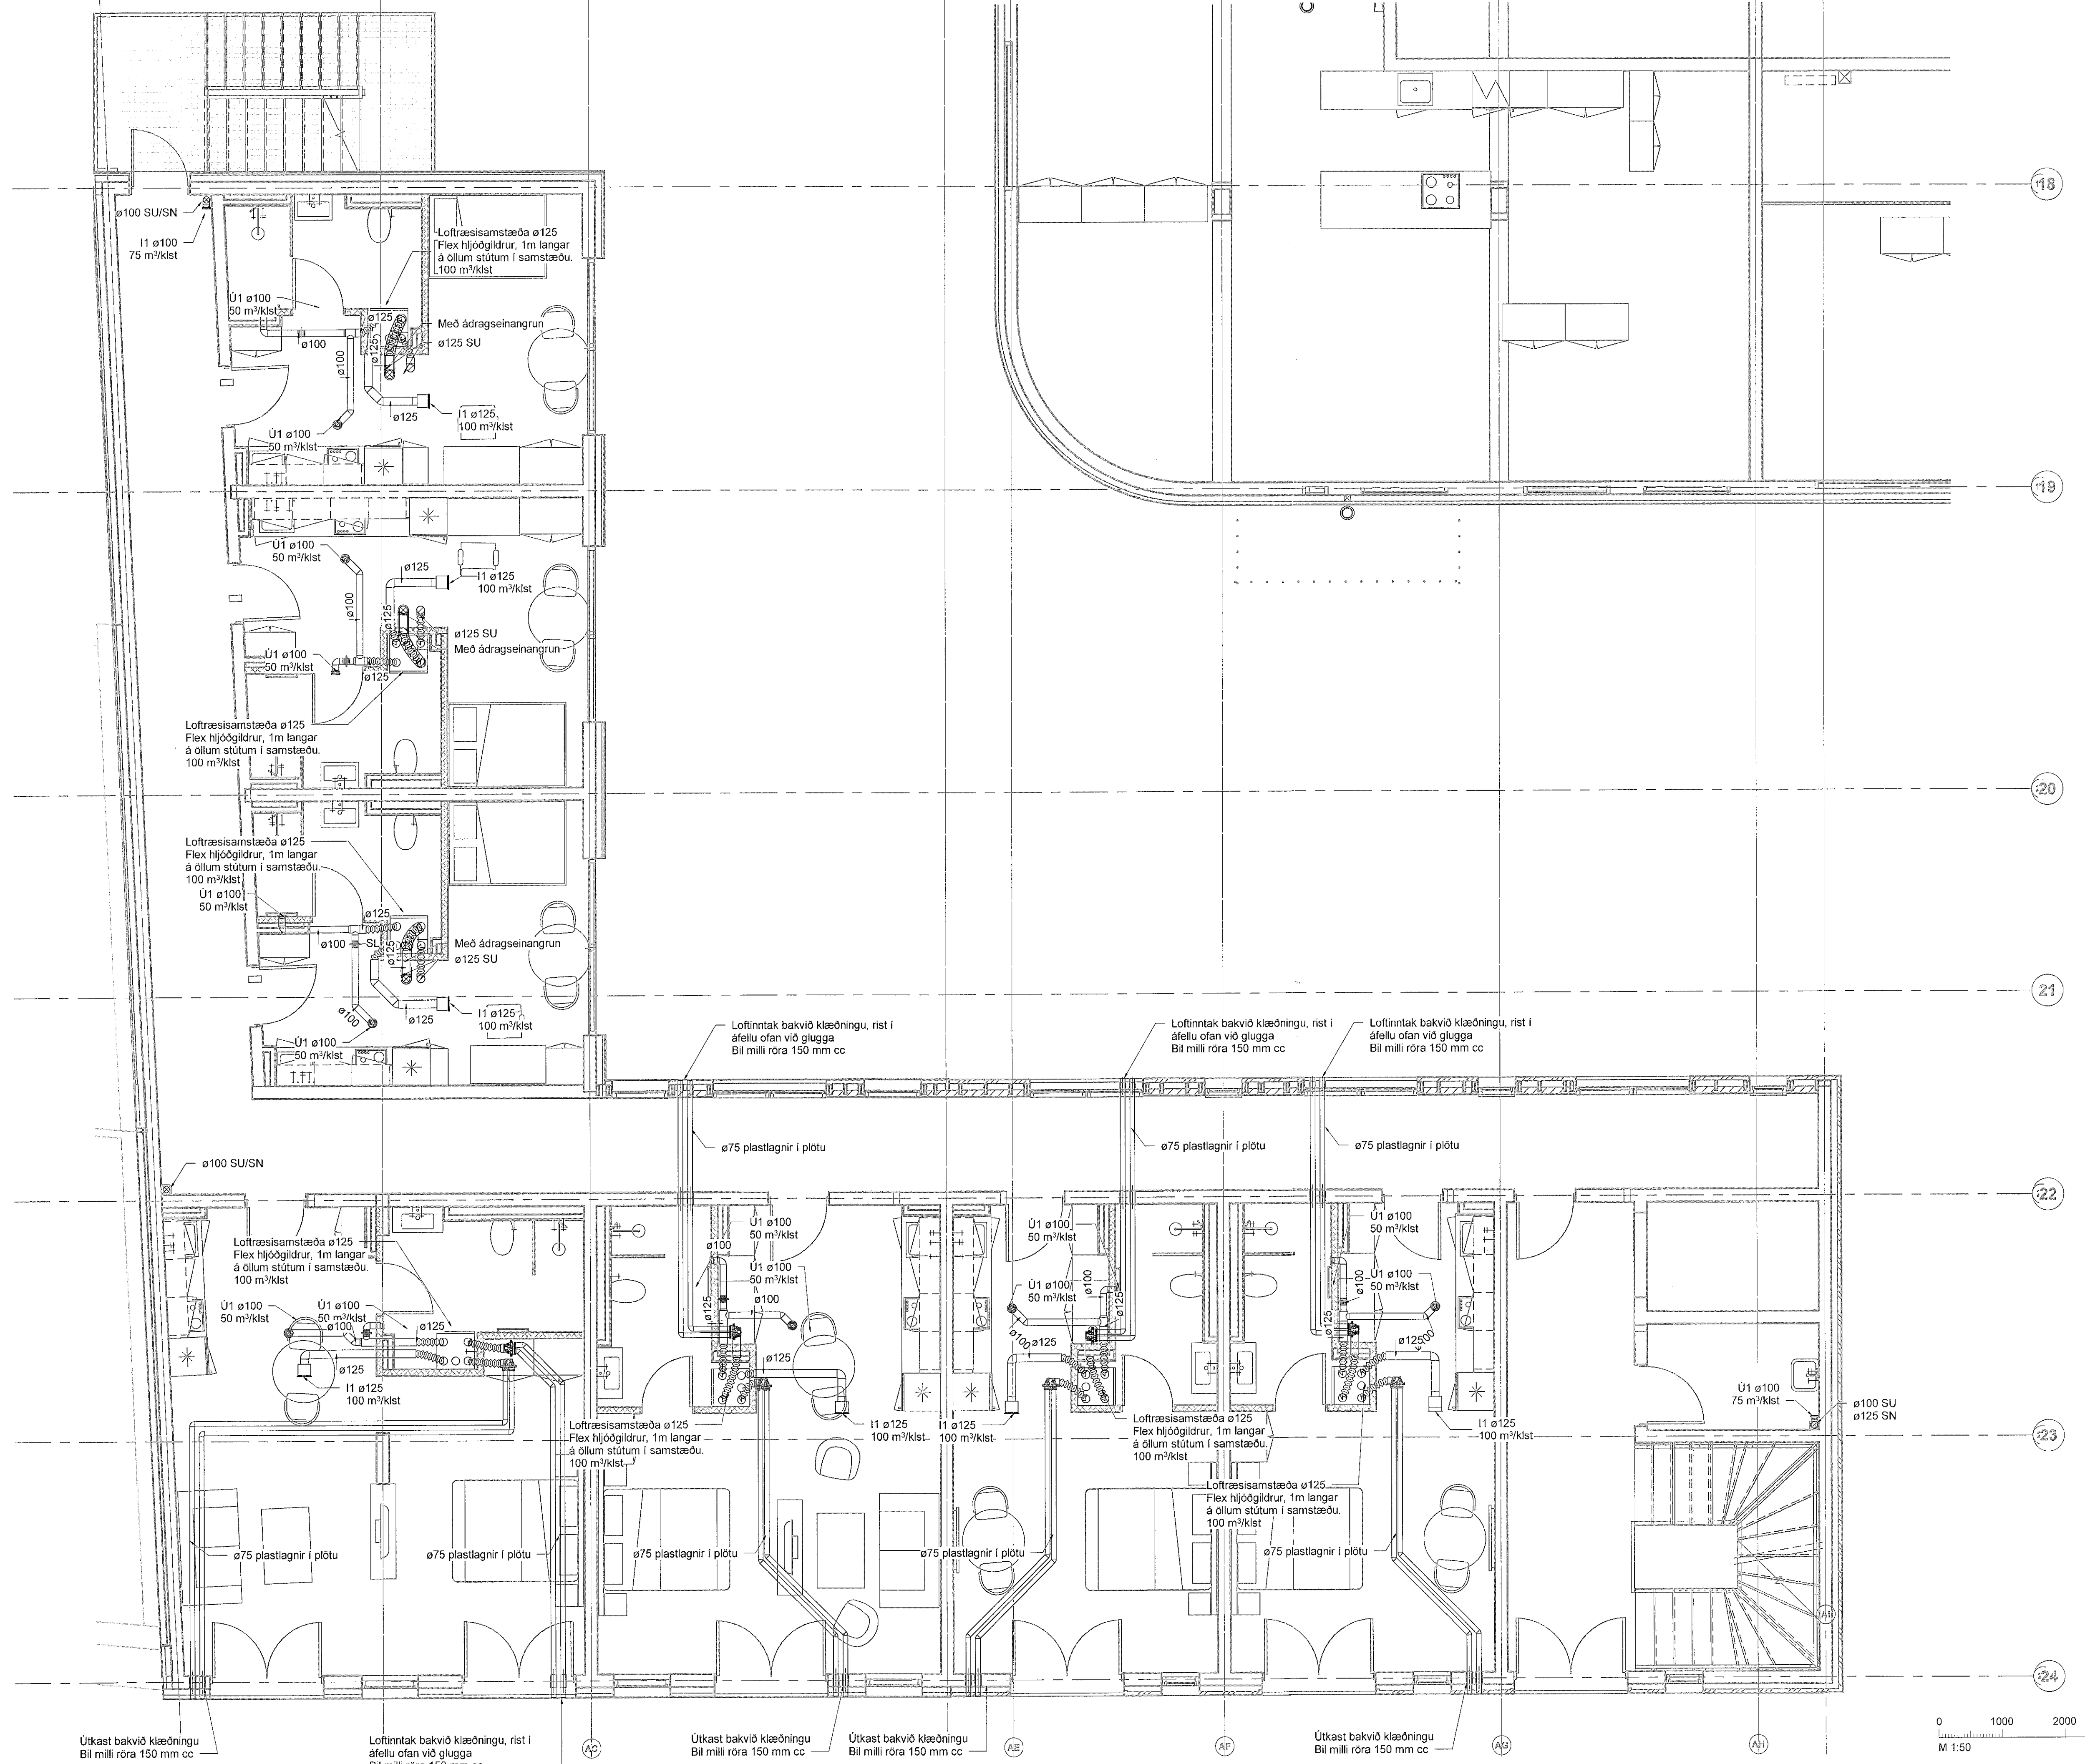 18
ø100 SU/SN
I1 ø100
75 m³/klst
Loftræsisamstæða ø125
Flex hljóðgildrur, 1m langar
á öllum stútum í samstæðu.
100 m³/klst
Ú1 ø100
50 m³/klst
ø125
Með ádragseinangrun
ø125 SU
ø100
ø100
ø125
ø125
I1 ø125
100 m³/klst
Ú1 ø100
50 m³/klst
19
Ú1 ø100
50 m³/klst
ø125
I1 ø125
100 m³/klst
ø100
ø125
ø125 SU
Með ádragseinangrun
Ú1 ø100
50 m³/klst
ø125
Loftræsisamstæða ø125
Flex hljóðgildrur, 1m langar
á öllum stútum í samstæðu.
100 m³/klst
20
Loftræsisamstæða ø125
Flex hljóðgildrur, 1m langar
á öllum stútum í samstæðu.
100 m³/klst
Ú1 ø100
50 m³/klst
ø125
ø100
SL
ø125
Með ádragseinangrun
ø125 SU
21
ø100
ø125
I1 ø125
100 m³/klst
Ú1 ø100
50 m³/klst
Loftinntak bakvið klæðningu, rist í
áfellu ofan við glugga
Bil milli röra 150 mm cc
Loftinntak bakvið klæðningu, rist í
áfellu ofan við glugga
Bil milli röra 150 mm cc
Loftinntak bakvið klæðningu, rist í
áfellu ofan við glugga
Bil milli röra 150 mm cc
ø75 plastlagnir í plötu
ø75 plastlagnir í plötu
ø75 plastlagnir í plötu
ø100 SU/SN
22
Loftræsisamstæða ø125
Flex hljóðgildrur, 1m langar
á öllum stútum í samstæðu.
100 m³/klst
Ú1 ø100
50 m³/klst
Ú1 ø100
50 m³/klst
ø100
ø125
ø125
I1 ø125
100 m³/klst
Ú1 ø100
50 m³/klst
ø100
Ú1 ø100
50 m³/klst
ø100
ø125
ø125
I1 ø125
100 m³/klst
Ú1 ø100
50 m³/klst
Ú1 ø100
50 m³/klst
ø100
ø125
ø100
ø125
I1 ø125
100 m³/klst
Ú1 ø100
50 m³/klst
Ú1 ø100
50 m³/klst
ø100
ø125
ø125
I1 ø125
100 m³/klst
Ú1 ø100
75 m³/klst
ø100 SU
ø125 SN
23
Loftræsisamstæða ø125
Flex hljóðgildrur, 1m langar
á öllum stútum í samstæðu.
100 m³/klst
Loftræsisamstæða ø125
Flex hljóðgildrur, 1m langar
á öllum stútum í samstæðu.
100 m³/klst
Loftræsisamstæða ø125
Flex hljóðgildrur, 1m langar
á öllum stútum í samstæðu.
100 m³/klst
ø75 plastlagnir í plötu
ø75 plastlagnir í plötu
ø75 plastlagnir í plötu
ø75 plastlagnir í plötu
ø75 plastlagnir í plötu
24
Útkast bakvið klæðningu
Bil milli röra 150 mm cc
Loftinntak bakvið klæðningu, rist í
áfellu ofan við glugga
Útkast bakvið klæðningu
Bil milli röra 150 mm cc
Útkast bakvið klæðningu
Bil milli röra 150 mm cc
Útkast bakvið klæðningu
Bil milli röra 150 mm cc
AC
AE
AF
AG
AH
0 1000 2000
M 1:50